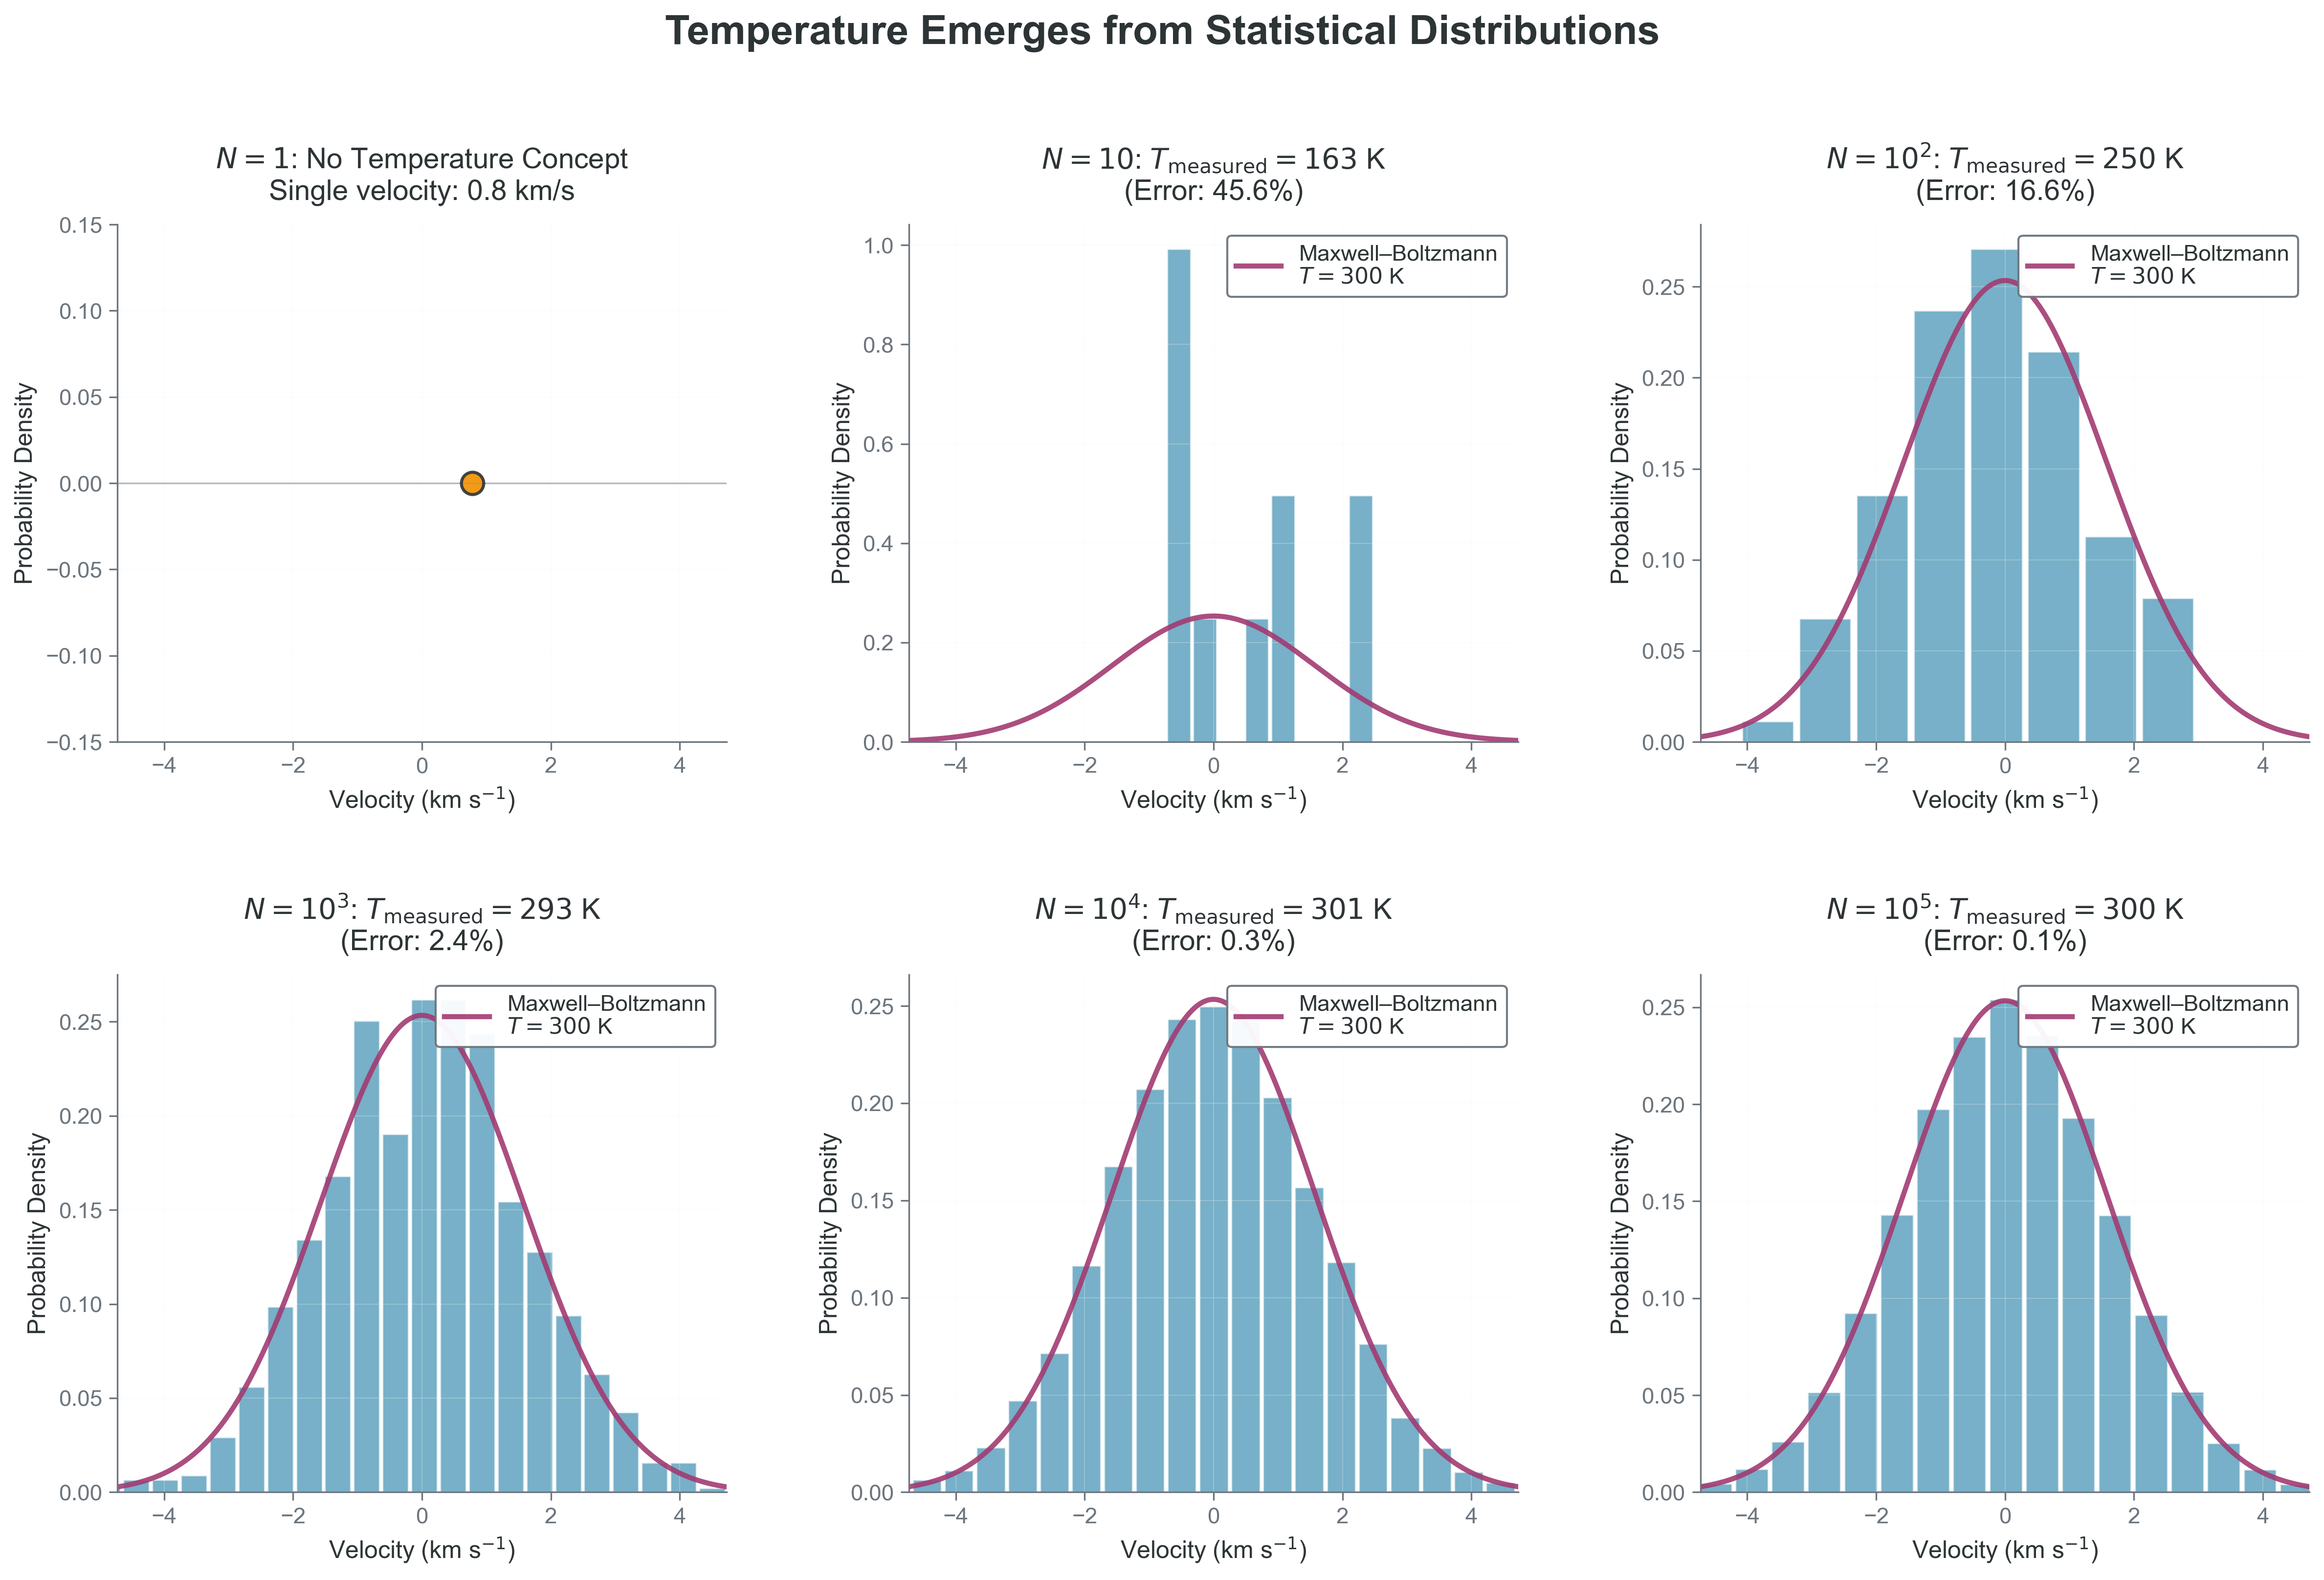 Temperature Emerges from Statistical Distributions
N = 1: No Temperature Concept
Single velocity: 0.8 km/s
0.15
0.10
0.05
0.00
−0.05
−0.10
−0.15
Probability Density
−4 −2 0 2 4
Velocity (km s⁻¹)
N = 10: T_measured = 163 K
(Error: 45.6%)
Maxwell–Boltzmann
T = 300 K
1.0
0.8
0.6
0.4
0.2
0.0
Probability Density
−4 −2 0 2 4
Velocity (km s⁻¹)
N = 10²: T_measured = 250 K
(Error: 16.6%)
Maxwell–Boltzmann
T = 300 K
0.25
0.20
0.15
0.10
0.05
0.00
Probability Density
−4 −2 0 2 4
Velocity (km s⁻¹)
N = 10³: T_measured = 293 K
(Error: 2.4%)
Maxwell–Boltzmann
T = 300 K
0.25
0.20
0.15
0.10
0.05
0.00
Probability Density
−4 −2 0 2 4
Velocity (km s⁻¹)
N = 10⁴: T_measured = 301 K
(Error: 0.3%)
Maxwell–Boltzmann
T = 300 K
0.25
0.20
0.15
0.10
0.05
0.00
Probability Density
−4 −2 0 2 4
Velocity (km s⁻¹)
N = 10⁵: T_measured = 300 K
(Error: 0.1%)
Maxwell–Boltzmann
T = 300 K
0.25
0.20
0.15
0.10
0.05
0.00
Probability Density
−4 −2 0 2 4
Velocity (km s⁻¹)